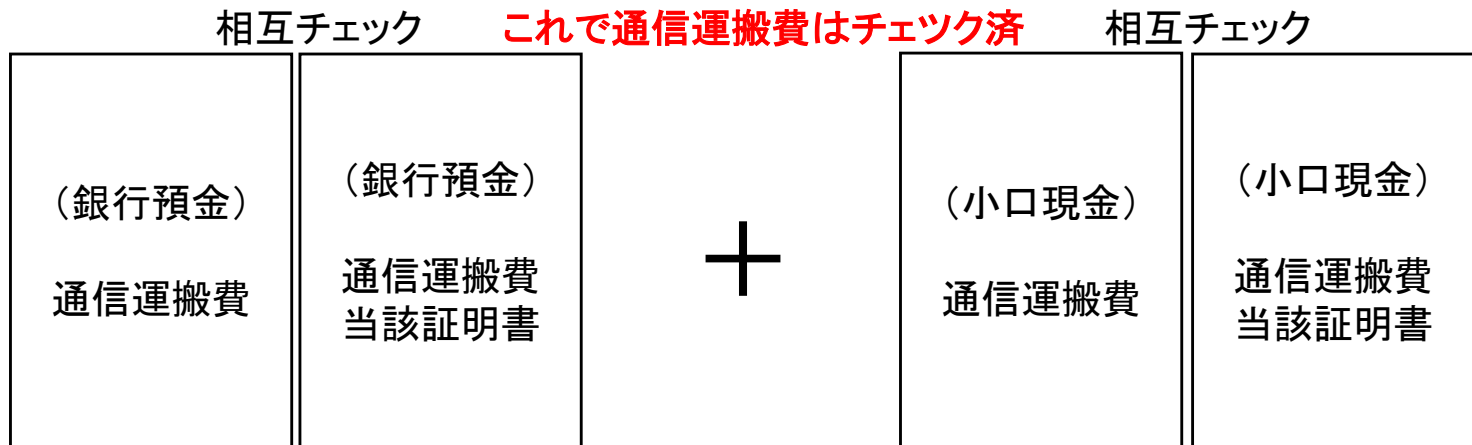 相互チェック
これで通信運搬費はチェツク済
相互チェック
（銀行預金）
通信運搬費
（銀行預金）
通信運搬費
当該証明書
＋
（小口現金）
通信運搬費
（小口現金）
通信運搬費
当該証明書